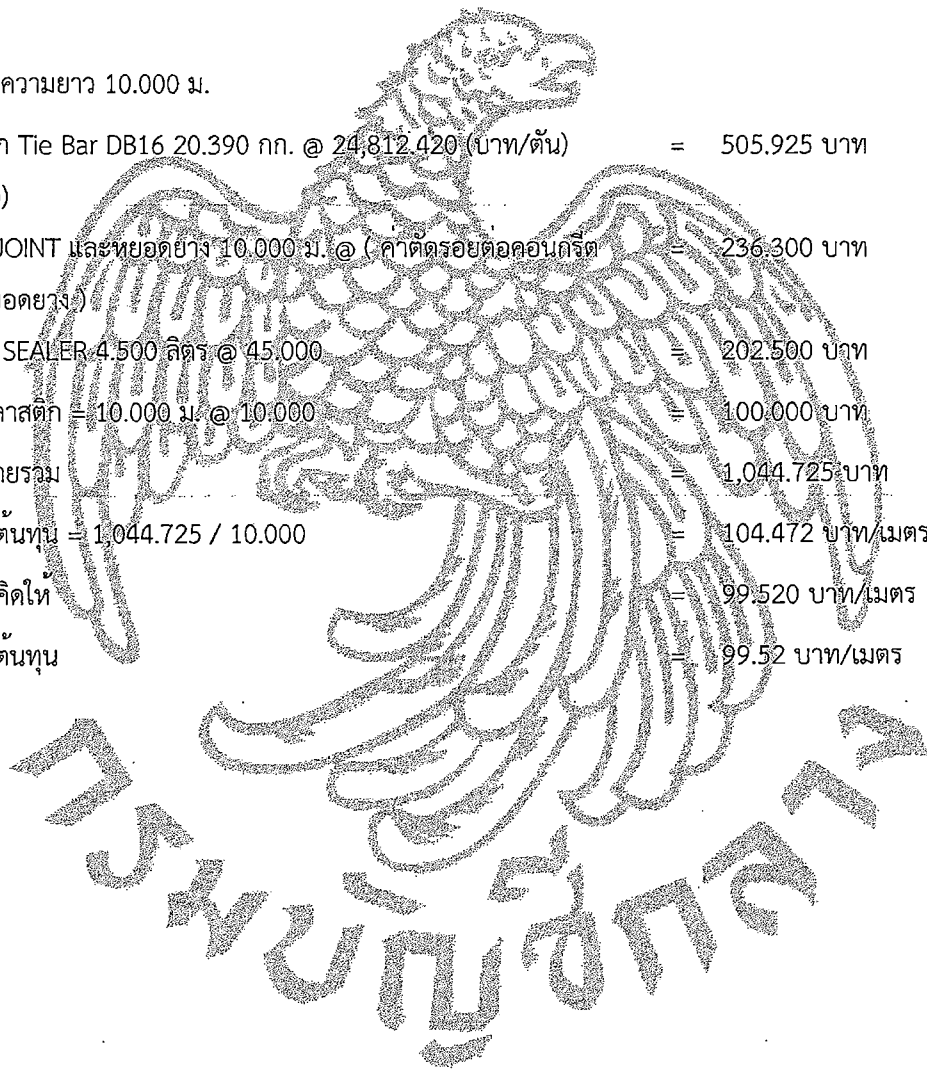 ความยาว 10.000 ม.
Tie Bar DB16 20.390 กก. @ 24,812.420 (บาท/ตัน) = 505.925 บาท
)
JOINT และหยอดยาง 10.000 ม. @ ( ค่าตัดรอยต่อคอนกรีต = 236.300 บาท
อดยาง )
SEALER 4.500 ลิตร @ 45.000 = 202.500 บาท
ลาสติก = 10.000 ม. @ 10.000 = 100.000 บาท
ายรวม = 1,044.725 บาท
ต้นทุน = 1,044.725 / 10.000 = 104.472 บาท/เมตร
คิดให้ = 99.520 บาท/เมตร
ต้นทุน = 99.52 บาท/เมตร
กรมบัญชีกลาง